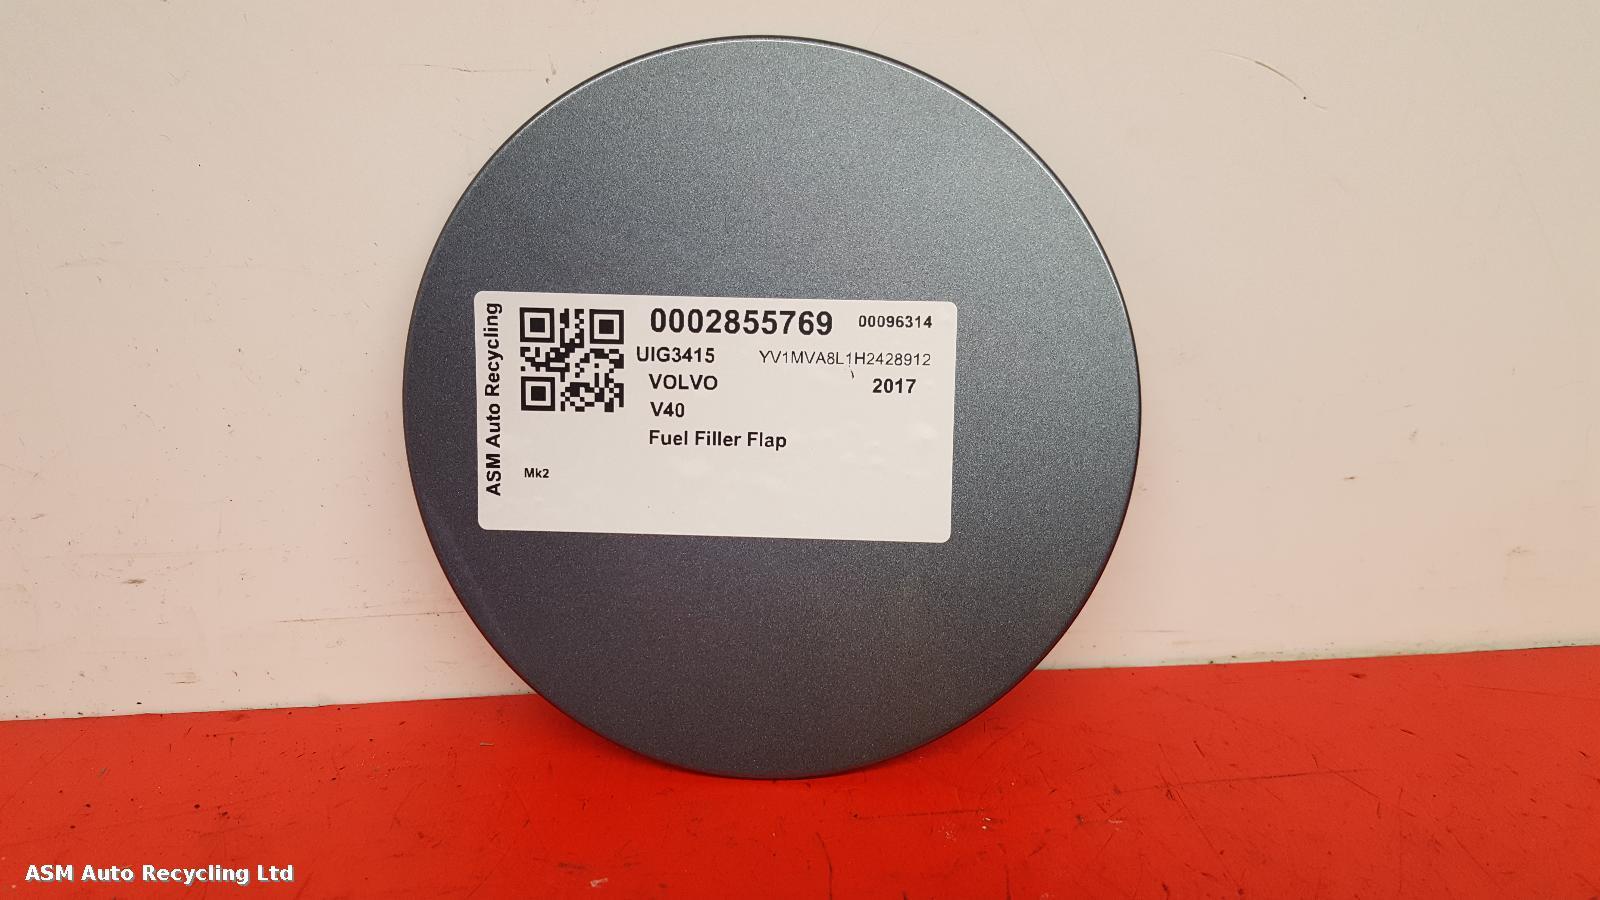 ASM Auto Recycling
0002855769 00096314
UIG3415 YV1MVA8L1H2428912
VOLVO 2017
V40
Fuel Filler Flap
Mk2
ASM Auto Recycling Ltd